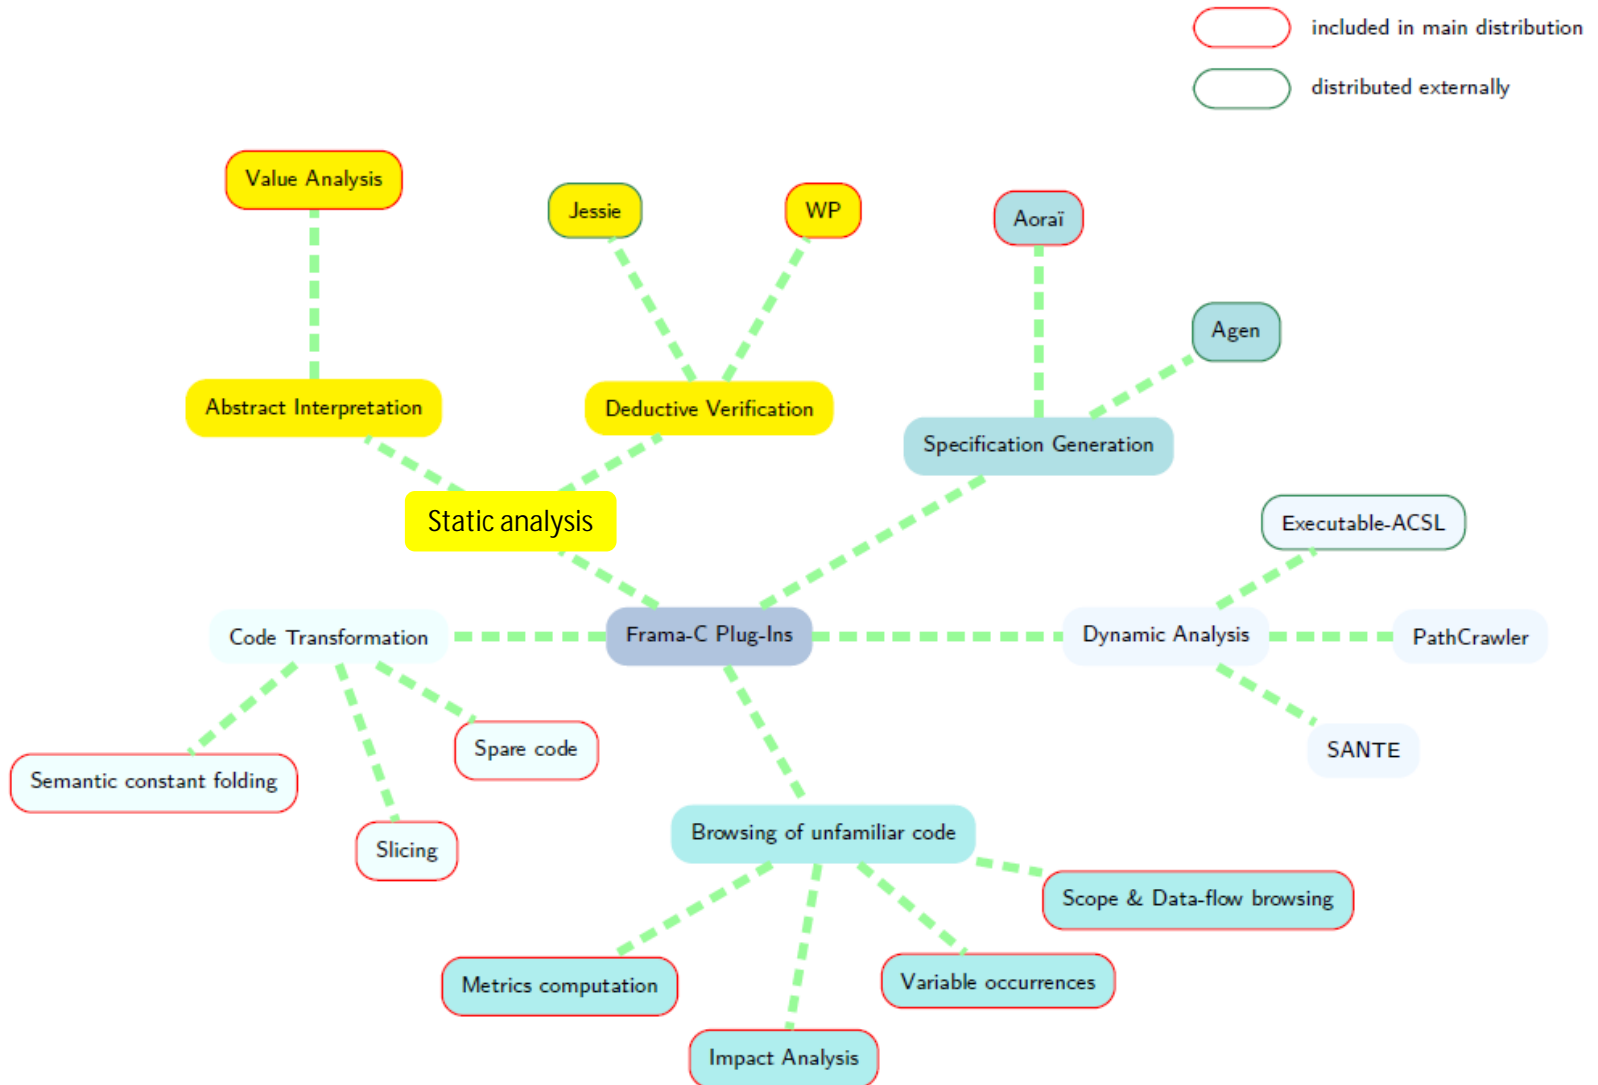 included in main distribution
distributed externally
Value Analysis
Jessie
WP
Aoraï
Agen
Abstract Interpretation
Deductive Verification
Specification Generation
Static analysis
Executable-ACSL
Code Transformation
Frama-C Plug-Ins
Dynamic Analysis
PathCrawler
Spare code
SANTE
Semantic constant folding
Slicing
Browsing of unfamiliar code
Scope & Data-flow browsing
Metrics computation
Variable occurrences
Impact Analysis